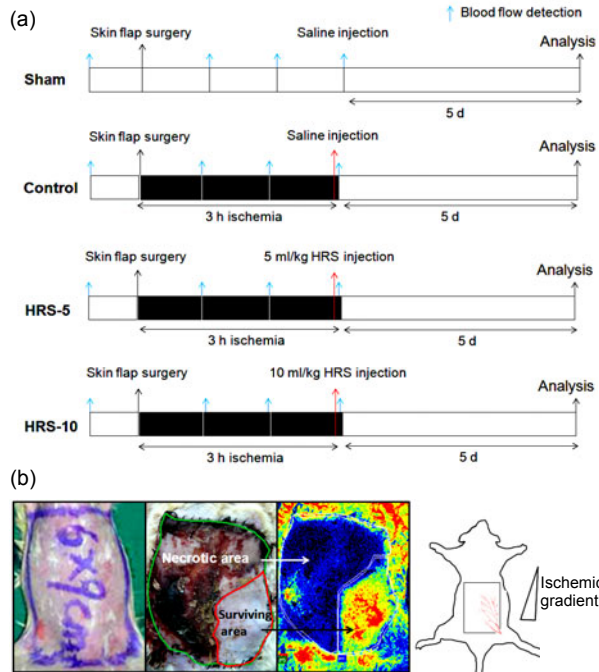 (a)
Blood flow detection
Skin flap surgery
Saline injection
Analysis
Sham
5 d
Skin flap surgery
Saline injection
Analysis
Control
3 h ischemia
5 d
Skin flap surgery
5 ml/kg HRS injection
Analysis
HRS-5
3 h ischemia
5 d
Skin flap surgery
10 ml/kg HRS injection
Analysis
HRS-10
3 h ischemia
5 d
(b)
6×9cm
Necrotic area
Surviving
area
Ischemic
gradient